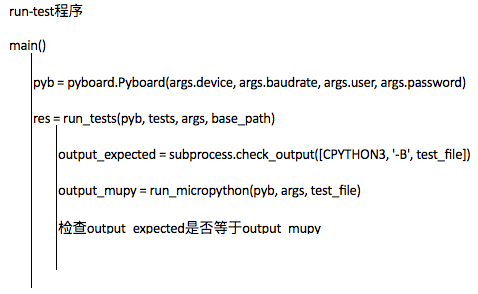 run-test程序
main()
pyb = pyboard.Pyboard(args.device, args.baudrate, args.user, args.password)
res = run_tests(pyb, tests, args, base_path)
output_expected = subprocess.check_output([CPYTHON3, '-B', test_file])
output_mupy = run_micropython(pyb, args, test_file)
检查output_expected是否等于output_mupy